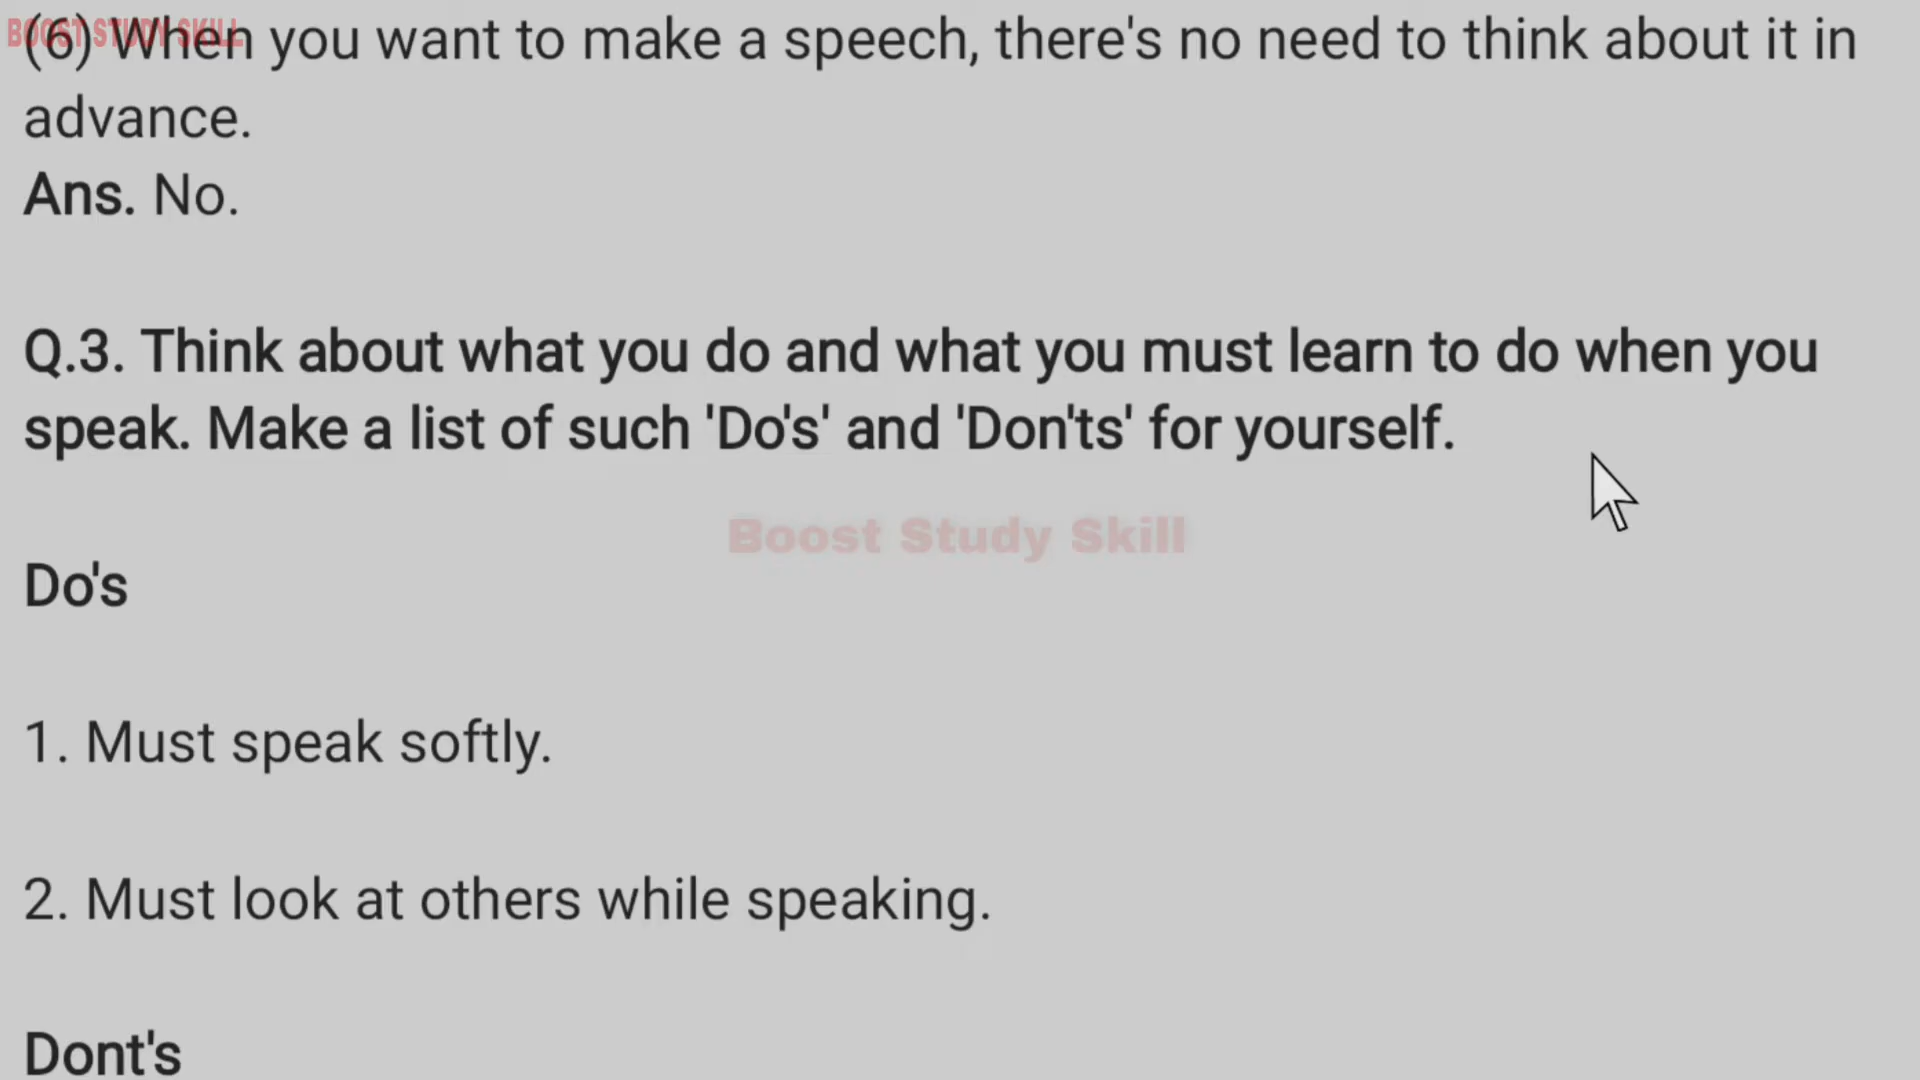 BOOST STUDY SKILL
(6) When you want to make a speech, there's no need to think about it in
advance.
Ans. No.
Q.3. Think about what you do and what you must learn to do when you
speak. Make a list of such 'Do's' and 'Don'ts' for yourself.
Boost Study Skill
Do's
1. Must speak softly.
2. Must look at others while speaking.
Dont's